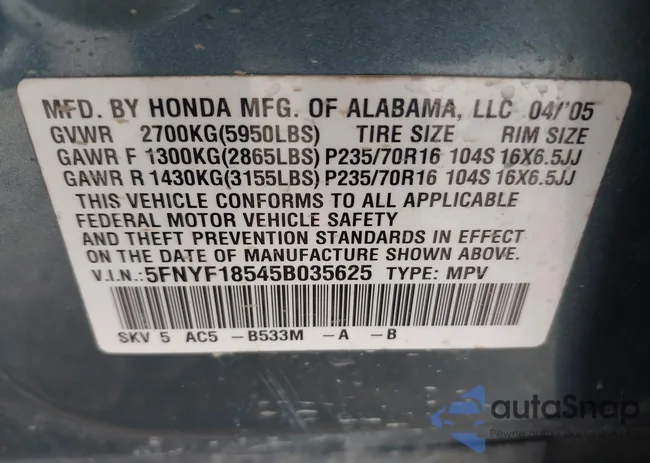 MFD. BY HONDA MFG. OF ALABAMA, LLC 04/'05
GVWR 2700KG(5950LBS) TIRE SIZE RIM SIZE
GAWR F 1300KG(2865LBS) P235/70R16 104S 16X6.5JJ
GAWR R 1430KG(3155LBS) P235/70R16 104S 16X6.5JJ
THIS VEHICLE CONFORMS TO ALL APPLICABLE
FEDERAL MOTOR VEHICLE SAFETY
AND THEFT PREVENTION STANDARDS IN EFFECT
ON THE DATE OF MANUFACTURE SHOWN ABOVE.
V.I.N.:5FNYF18545B035625 TYPE: MPV
SKV 5 AC5 -B533M -A -B
autoSnap
Pewne auto z